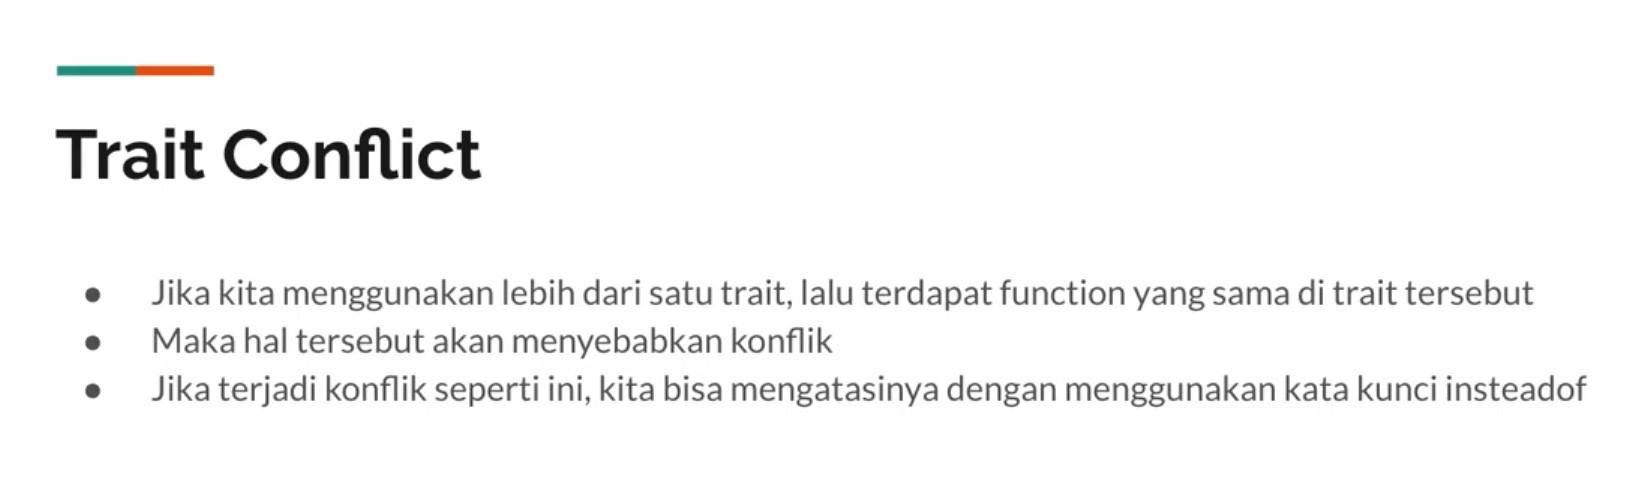 Trait Conflict
● Jika kita menggunakan lebih dari satu trait, lalu terdapat function yang sama di trait tersebut
● Maka hal tersebut akan menyebabkan konflik
● Jika terjadi konflik seperti ini, kita bisa mengatasinya dengan menggunakan kata kunci insteadof